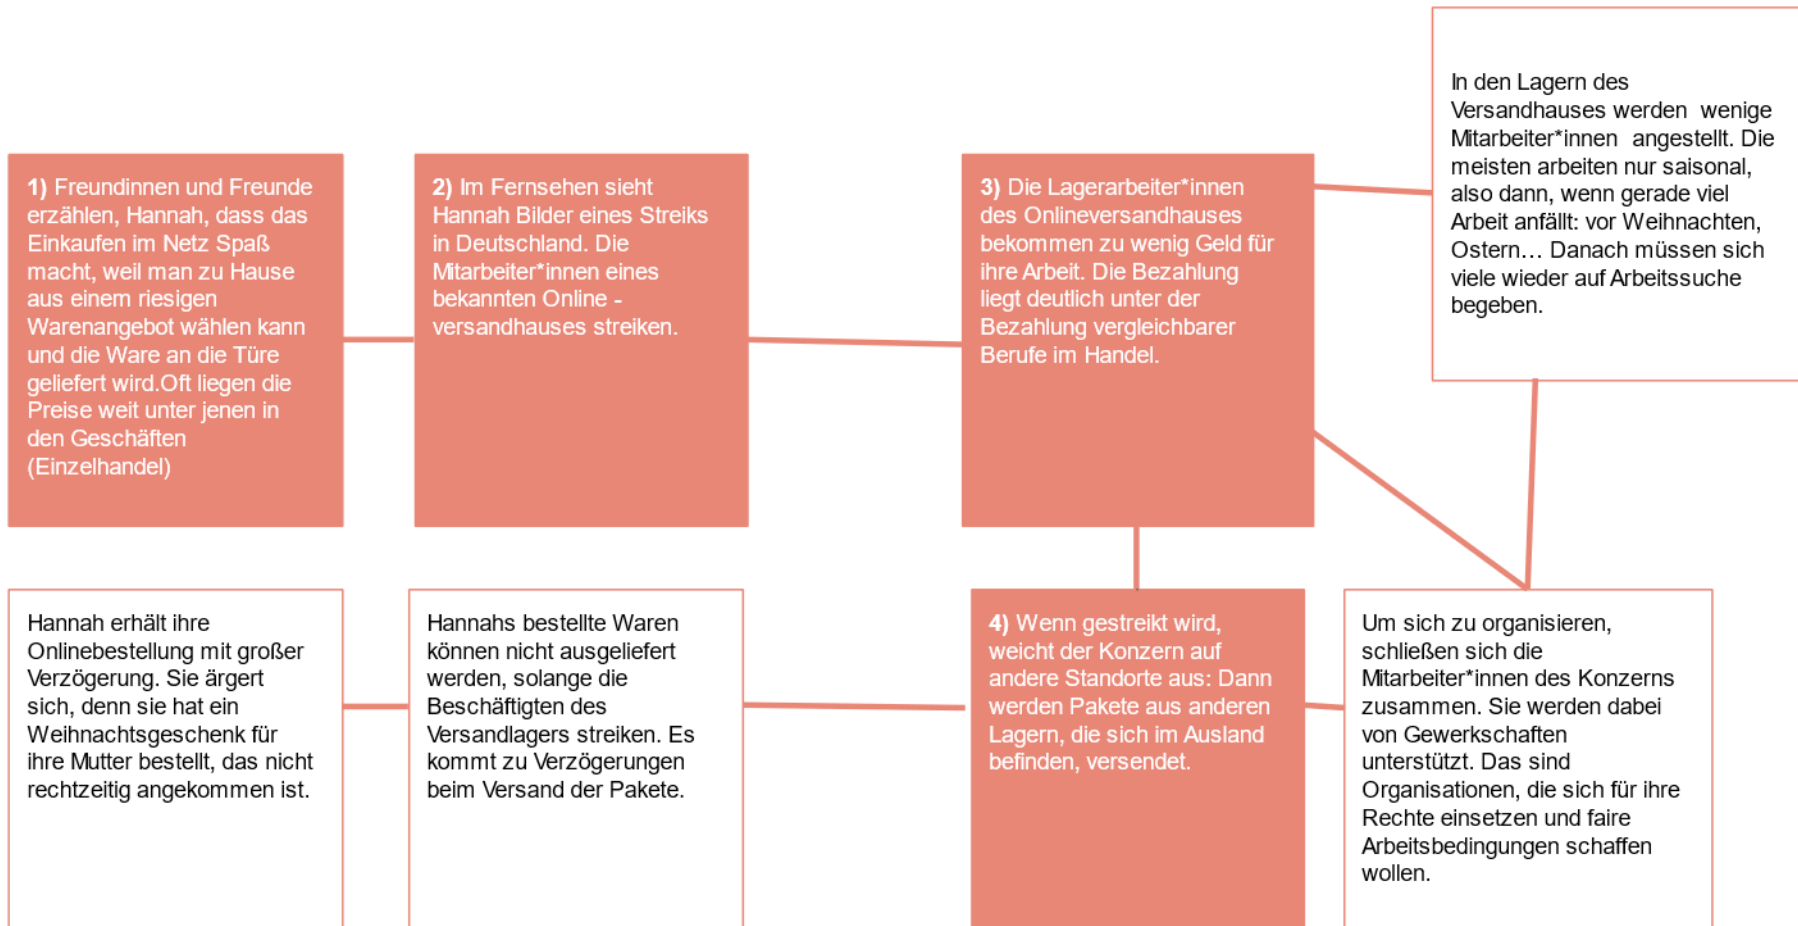 1) Freundinnen und Freunde
erzählen, Hannah, dass das
Einkaufen im Netz Spaß
macht, weil man zu Hause
aus einem riesigen
Warenangebot wählen kann
und die Ware an die Türe
geliefert wird.Oft liegen die
Preise weit unter jenen in
den Geschäften
(Einzelhandel)
2) Im Fernsehen sieht
Hannah Bilder eines Streiks
in Deutschland. Die
Mitarbeiter*innen eines
bekannten Online -
versandhauses streiken.
3) Die Lagerarbeiter*innen
des Onlineversandhauses
bekommen zu wenig Geld für
ihre Arbeit. Die Bezahlung
liegt deutlich unter der
Bezahlung vergleichbarer
Berufe im Handel.
In den Lagern des
Versandhauses werden wenige
Mitarbeiter*innen angestellt. Die
meisten arbeiten nur saisonal,
also dann, wenn gerade viel
Arbeit anfällt: vor Weihnachten,
Ostern… Danach müssen sich
viele wieder auf Arbeitssuche
begeben.
Hannah erhält ihre
Onlinebestellung mit großer
Verzögerung. Sie ärgert
sich, denn sie hat ein
Weihnachtsgeschenk für
ihre Mutter bestellt, das nicht
rechtzeitig angekommen ist.
Hannahs bestellte Waren
können nicht ausgeliefert
werden, solange die
Beschäftigten des
Versandlagers streiken. Es
kommt zu Verzögerungen
beim Versand der Pakete.
4) Wenn gestreikt wird,
weicht der Konzern auf
andere Standorte aus: Dann
werden Pakete aus anderen
Lagern, die sich im Ausland
befinden, versendet.
Um sich zu organisieren,
schließen sich die
Mitarbeiter*innen des Konzerns
zusammen. Sie werden dabei
von Gewerkschaften
unterstützt. Das sind
Organisationen, die sich für ihre
Rechte einsetzen und faire
Arbeitsbedingungen schaffen
wollen.